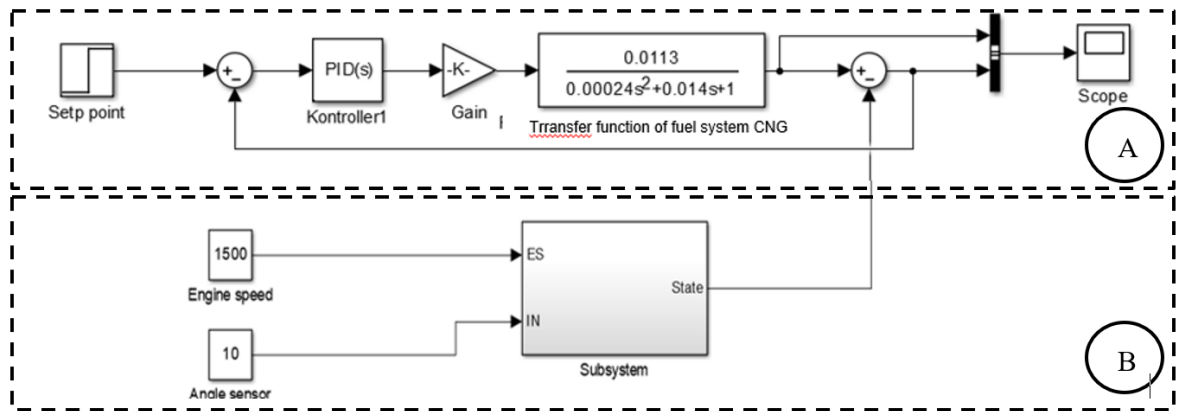 +
−
PID(s)
-K-
0.0113
0.00024s²+0.014s+1
+
−
Setp point
Kontroller1
Gain
Trransfer function of fuel system CNG
Scope
A
1500
Engine speed
10
Angle sensor
ES
IN
State
Subsystem
B